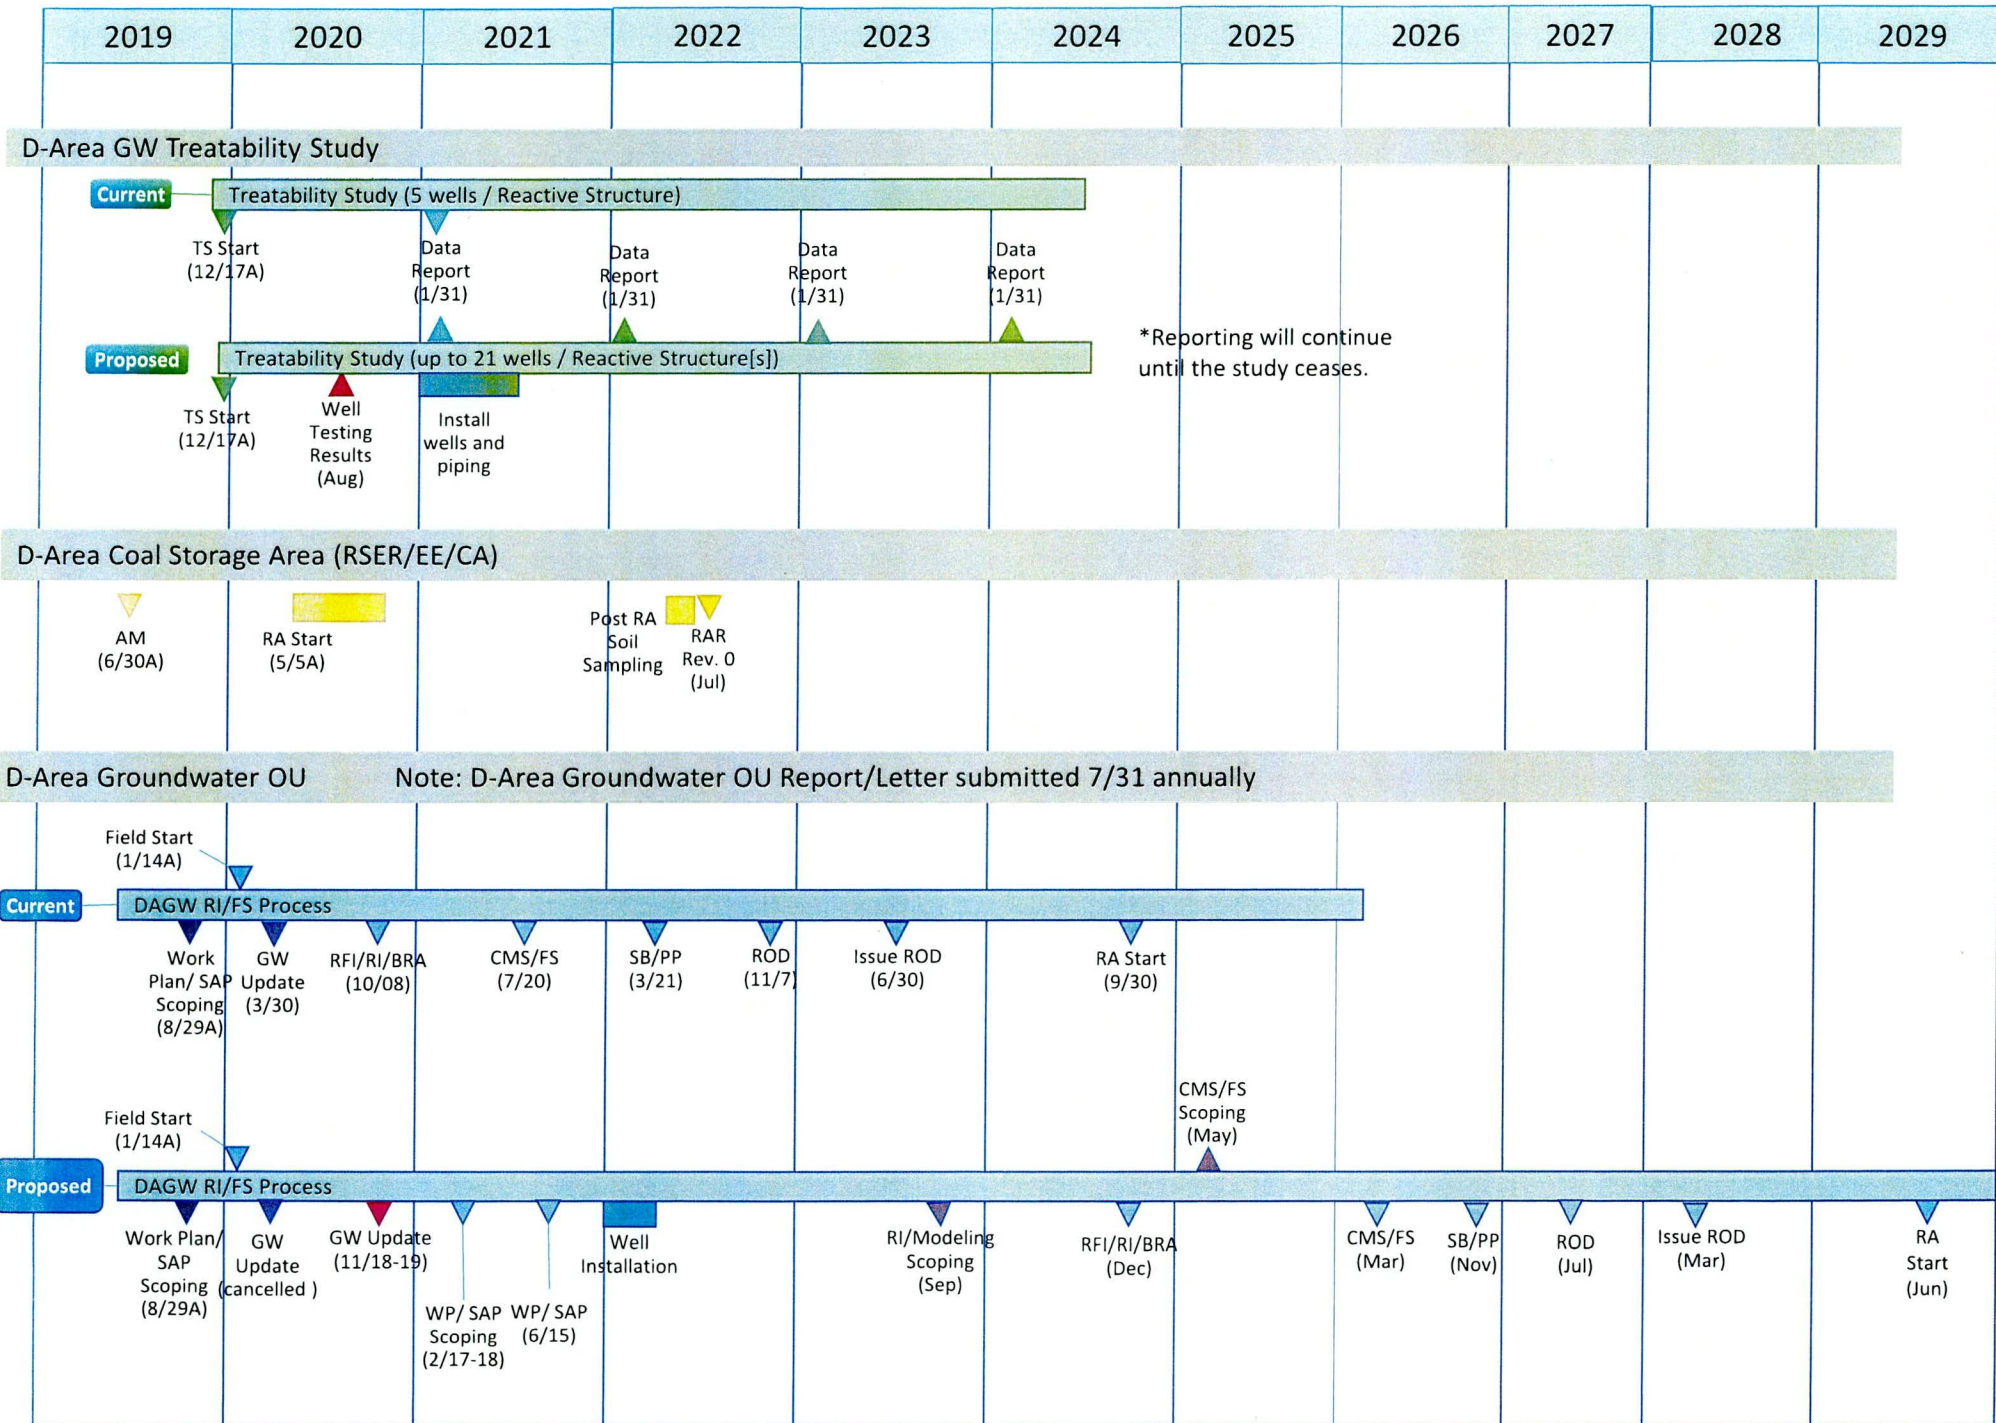 2019 2020 2021 2022 2023 2024 2025 2026 2027 2028 2029
D-Area GW Treatability Study
Current
Treatability Study (5 wells / Reactive Structure)
TS Start
(12/17A)
Data
Report
(1/31)
Data
Report
(1/31)
Data
Report
(1/31)
Data
Report
(1/31)
*Reporting will continue
until the study ceases.
Proposed
Treatability Study (up to 21 wells / Reactive Structure[s])
TS Start
(12/17A)
Well
Testing
Results
(Aug)
Install
wells and
piping
D-Area Coal Storage Area (RSER/EE/CA)
AM
(6/30A)
RA Start
(5/5A)
Post RA
Soil
Sampling
RAR
Rev. 0
(Jul)
D-Area Groundwater OU Note: D-Area Groundwater OU Report/Letter submitted 7/31 annually
Field Start
(1/14A)
Current
DAGW RI/FS Process
Work
Plan/ SAP
Scoping
(8/29A)
GW
Update
(3/30)
RFI/RI/BRA
(10/08)
CMS/FS
(7/20)
SB/PP
(3/21)
ROD
(11/7)
Issue ROD
(6/30)
RA Start
(9/30)
CMS/FS
Scoping
(May)
Field Start
(1/14A)
Proposed
DAGW RI/FS Process
Work Plan/
SAP
Scoping
(8/29A)
GW
Update
(cancelled )
GW Update
(11/18-19)
WP/ SAP
Scoping
(2/17-18)
WP/ SAP
(6/15)
Well
Installation
RI/Modeling
Scoping
(Sep)
RFI/RI/BRA
(Dec)
CMS/FS
(Mar)
SB/PP
(Nov)
ROD
(Jul)
Issue ROD
(Mar)
RA
Start
(Jun)